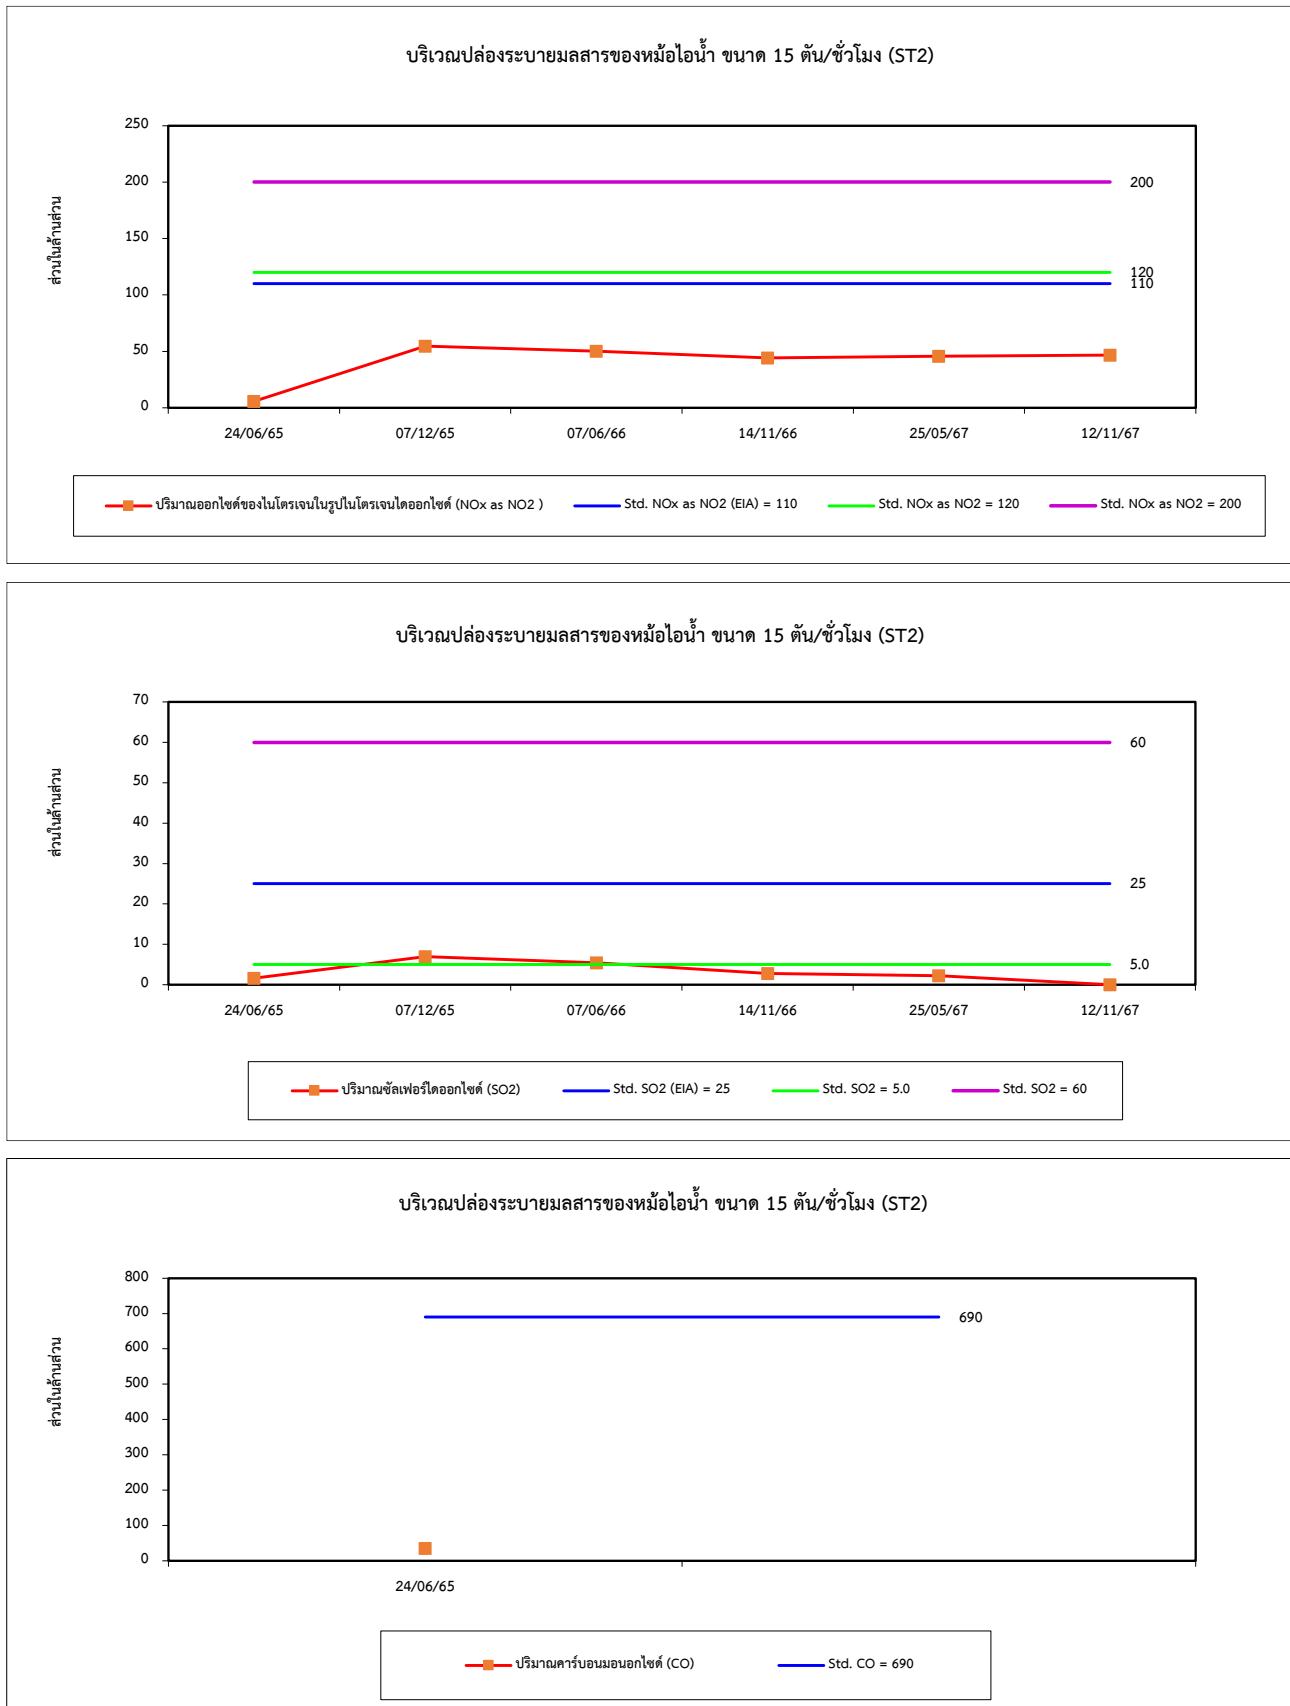 บริเวณปล่องระบายมลสารของหม้อไอน้ำ ขนาด 15 ตัน/ชั่วโมง (ST2)
ส่วนในล้านส่วน
250
200
150
100
50
0
200
120
110
24/06/65 07/12/65 07/06/66 14/11/66 25/05/67 12/11/67
ปริมาณออกไซด์ของไนโตรเจนในรูปไนโตรเจนไดออกไซด์ (NOx as NO2 ) Std. NOx as NO2 (EIA) = 110 Std. NOx as NO2 = 120 Std. NOx as NO2 = 200
บริเวณปล่องระบายมลสารของหม้อไอน้ำ ขนาด 15 ตัน/ชั่วโมง (ST2)
ส่วนในล้านส่วน
70
60
50
40
30
20
10
0
60
25
5.0
24/06/65 07/12/65 07/06/66 14/11/66 25/05/67 12/11/67
ปริมาณซัลเฟอร์ไดออกไซด์ (SO2) Std. SO2 (EIA) = 25 Std. SO2 = 5.0 Std. SO2 = 60
บริเวณปล่องระบายมลสารของหม้อไอน้ำ ขนาด 15 ตัน/ชั่วโมง (ST2)
ส่วนในล้านส่วน
800
700
600
500
400
300
200
100
0
690
24/06/65
ปริมาณคาร์บอนมอนอกไซด์ (CO) Std. CO = 690